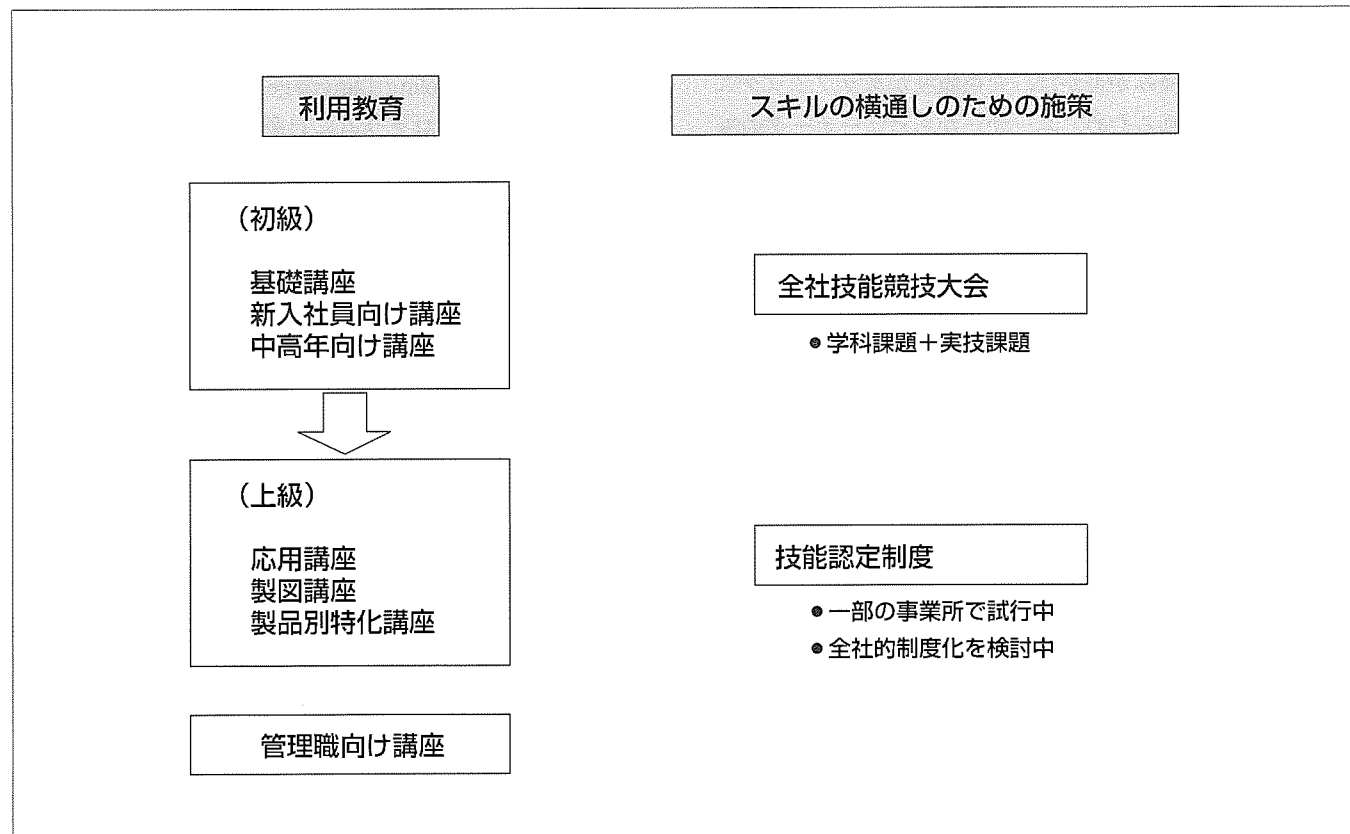 利用教育
スキルの横通しのための施策
（初級）
基礎講座
新入社員向け講座
中高年向け講座
全社技能競技大会
●学科課題＋実技課題
（上級）
応用講座
製図講座
製品別特化講座
技能認定制度
●一部の事業所で試行中
●全社的制度化を検討中
管理職向け講座